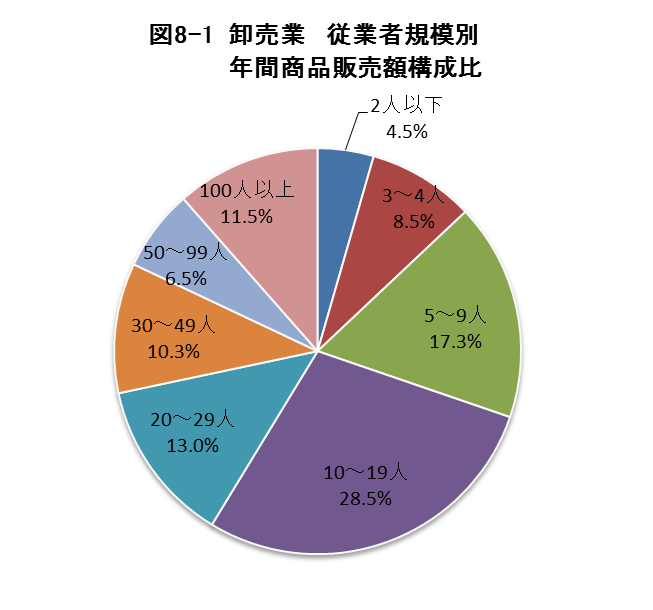 図8-1 卸売業　従業者規模別
年間商品販売額構成比
2人以下
4.5%
3～4人
8.5%
5～9人
17.3%
10～19人
28.5%
20～29人
13.0%
30～49人
10.3%
50～99人
6.5%
100人以上
11.5%